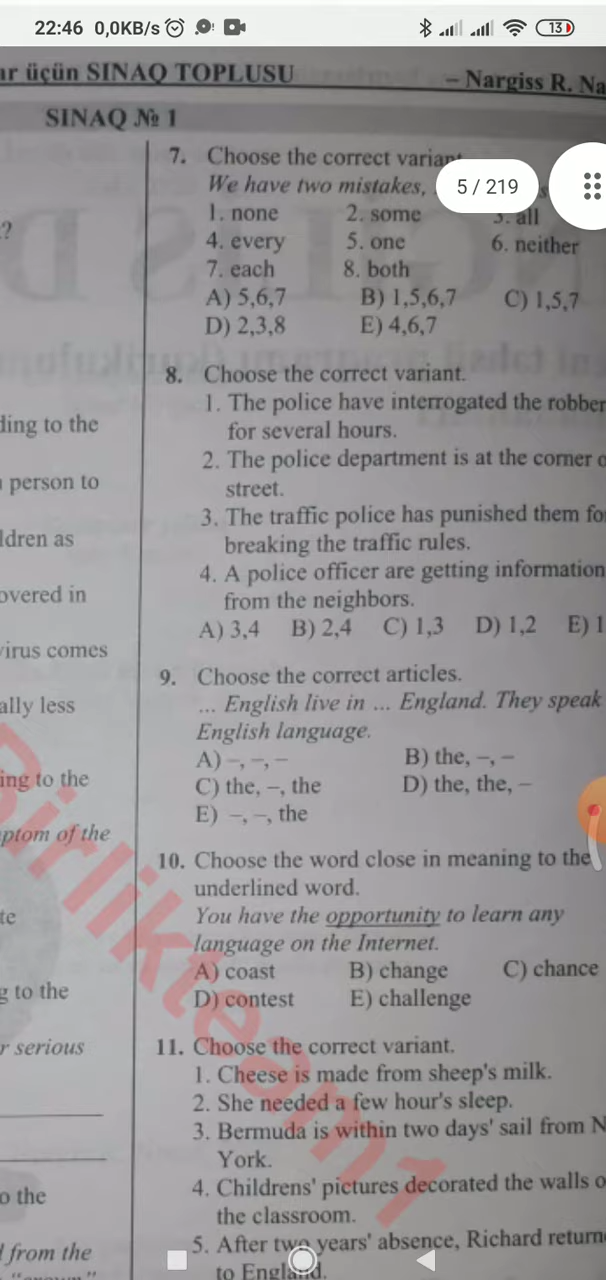 22:46 0,0KB/s
13
ar üçün SINAQ TOPLUSU
– Nargiss R. Na
SINAQ № 1
5 / 219
7. Choose the correct variant
We have two mistakes,
1. none 2. some 3. all
4. every 5. one 6. neither
7. each 8. both
A) 5,6,7 B) 1,5,6,7 C) 1,5,7
D) 2,3,8 E) 4,6,7
8. Choose the correct variant.
1. The police have interrogated the robber
for several hours.
2. The police department is at the corner o
street.
3. The traffic police has punished them for
breaking the traffic rules.
4. A police officer are getting information
from the neighbors.
A) 3,4 B) 2,4 C) 1,3 D) 1,2 E) 1
9. Choose the correct articles.
... English live in ... England. They speak
English language.
A) –, –, – B) the, –, –
C) the, –, the D) the, the, –
E) –, –, the
10. Choose the word close in meaning to the
underlined word.
You have the opportunity to learn any
language on the Internet.
A) coast B) change C) chance
D) contest E) challenge
11. Choose the correct variant.
1. Cheese is made from sheep's milk.
2. She needed a few hour's sleep.
3. Bermuda is within two days' sail from N
York.
4. Childrens' pictures decorated the walls o
the classroom.
5. After two years' absence, Richard return
to England.
?
ding to the
person to
ldren as
overed in
virus comes
ally less
ing to the
ptom of the
te
g to the
r serious
o the
from the
Birlikteam1